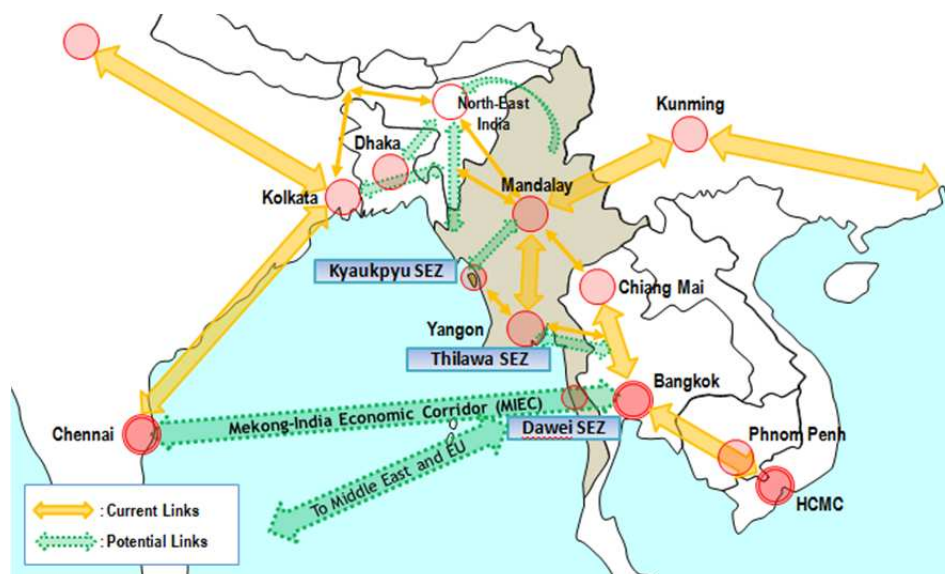 North-East
India
Kunming
Dhaka
Kolkata
Mandalay
Kyaukpyu SEZ
Chiang Mai
Yangon
Thilawa SEZ
Bangkok
Mekong-India Economic Corridor (MIEC)
Chennai
Dawei SEZ
Phnom Penh
To Middle East and EU
HCMC
: Current Links
: Potential Links